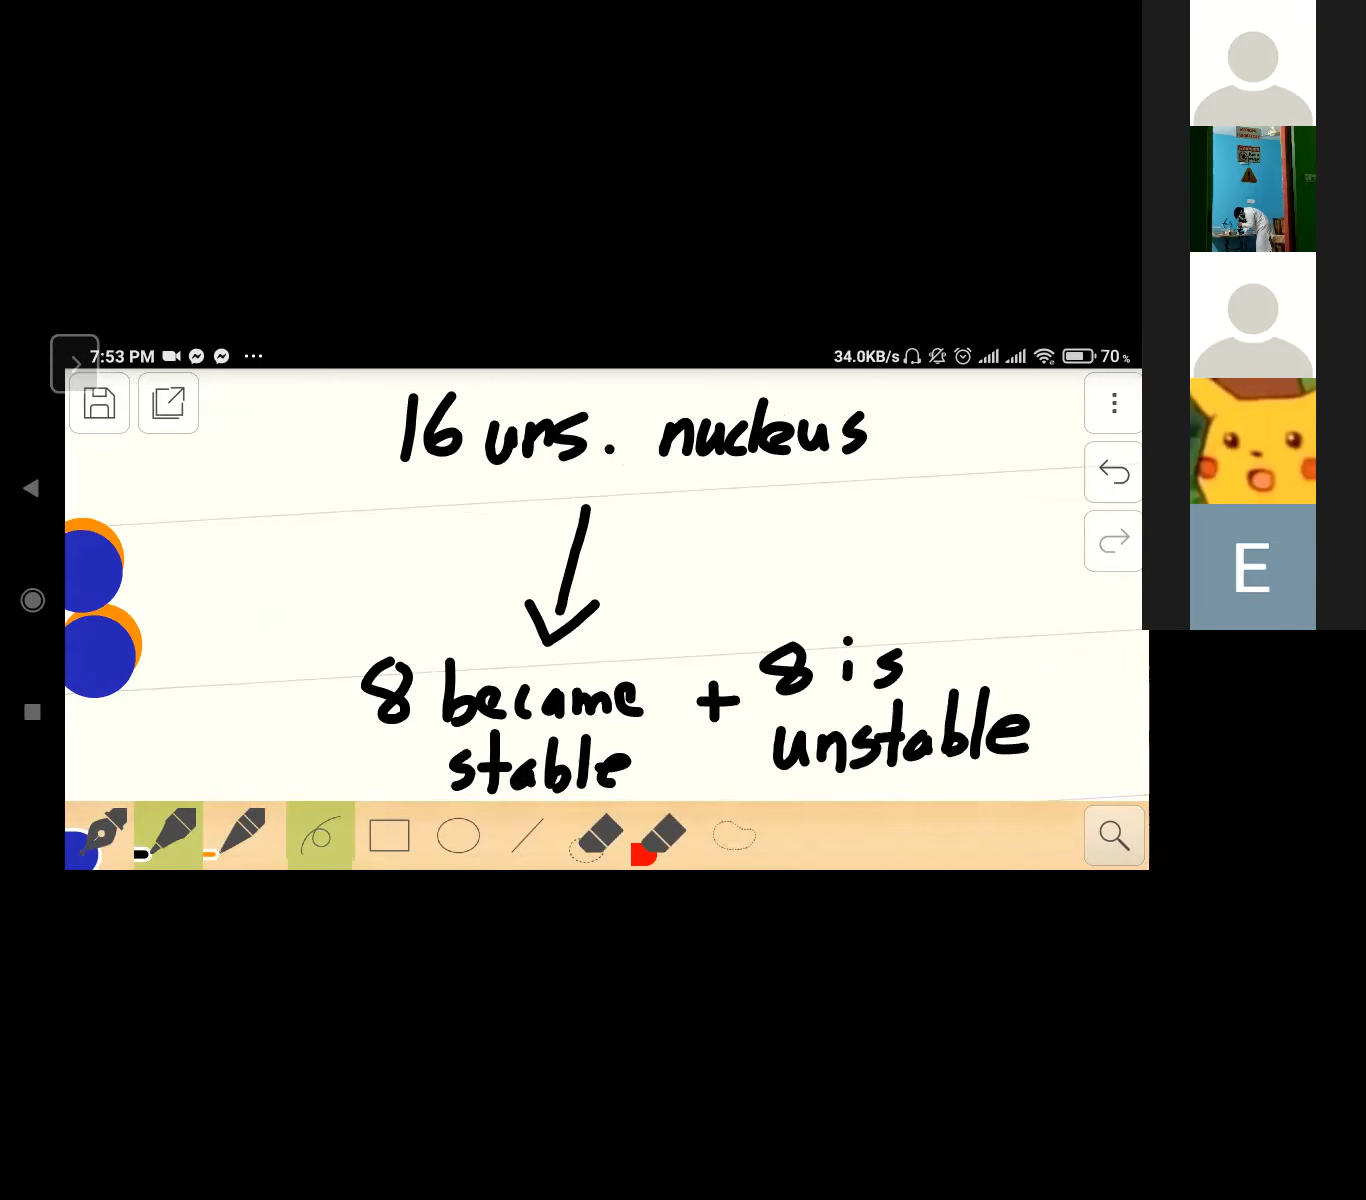 7:53 PM
34.0KB/s
70 %
16 uns. nucleus
8 became + 8 is
stable unstable
E